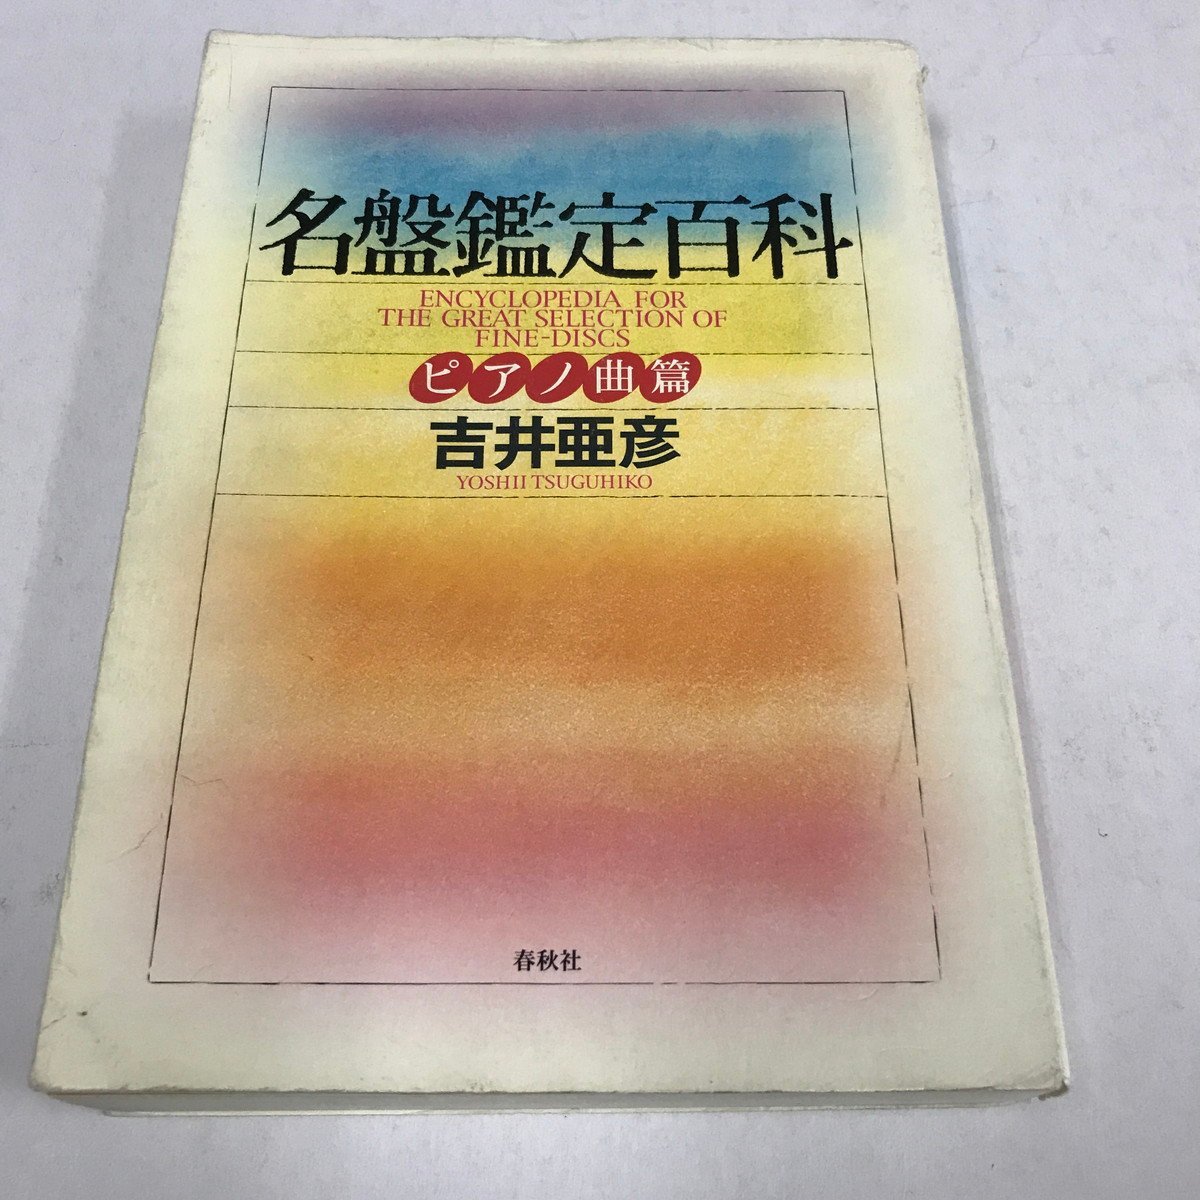 名盤鑑定百科
ENCYCLOPEDIA FOR
THE GREAT SELECTION OF
FINE-DISCS
ピアノ曲篇
吉井亜彦
YOSHII TSUGUHIKO
春秋社